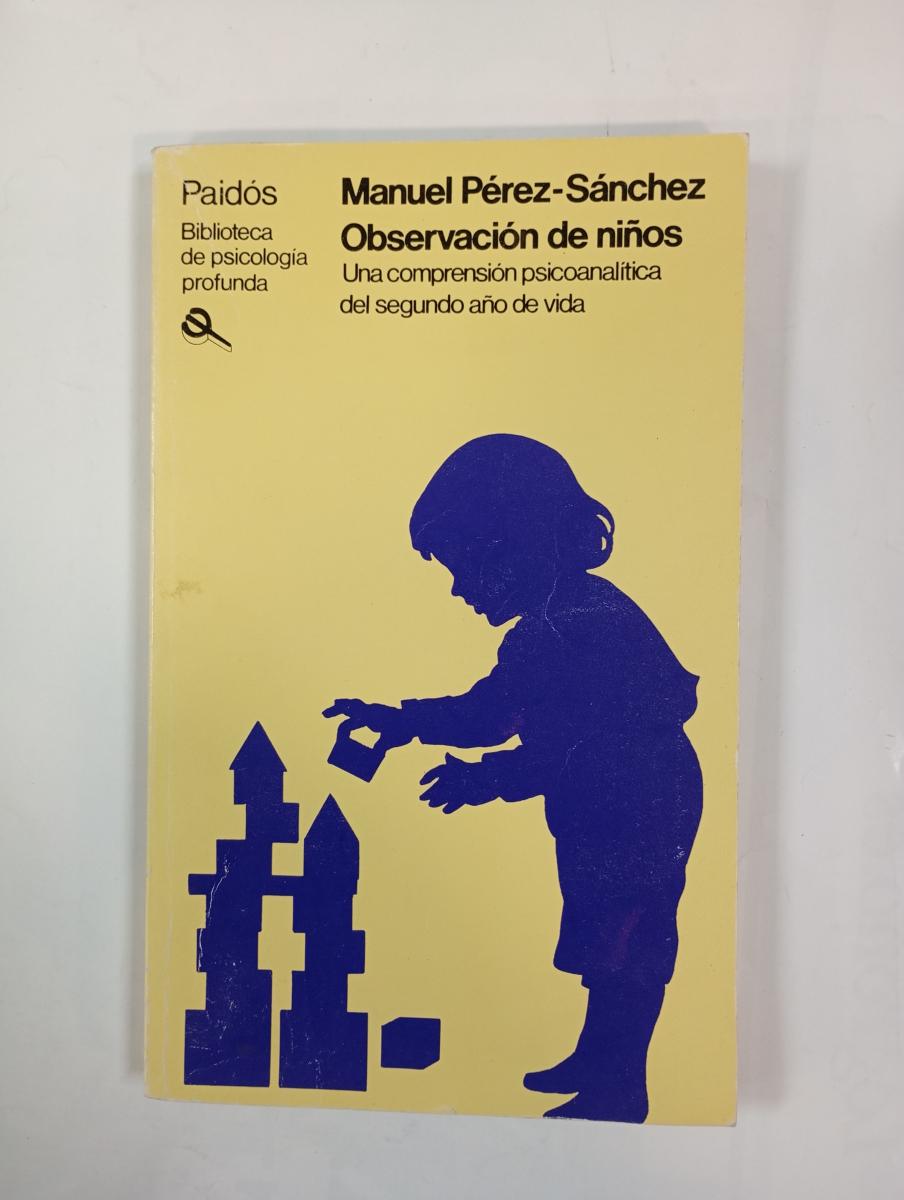 Paidós
Biblioteca
de psicología
profunda
Manuel Pérez-Sánchez
Observación de niños
Una comprensión psicoanalítica
del segundo año de vida